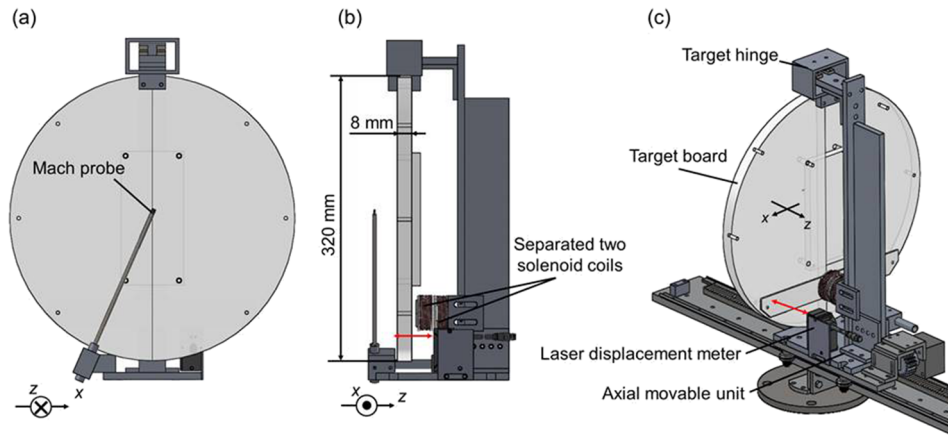 (a)
Mach probe
z
x
(b)
8 mm
320 mm
Separated two
solenoid coils
x
z
(c)
Target hinge
Target board
x
z
Laser displacement meter
Axial movable unit